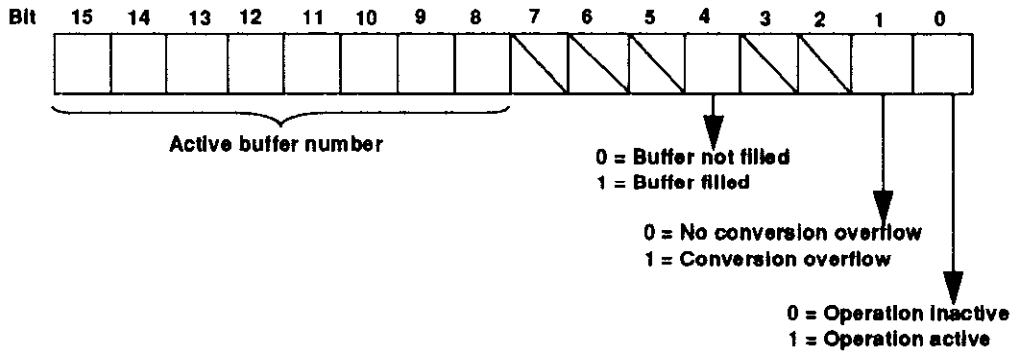 Bit 15 14 13 12 11 10 9 8 7 6 5 4 3 2 1 0
Active buffer number
0 = Buffer not filled
1 = Buffer filled
0 = No conversion overflow
1 = Conversion overflow
0 = Operation inactive
1 = Operation active